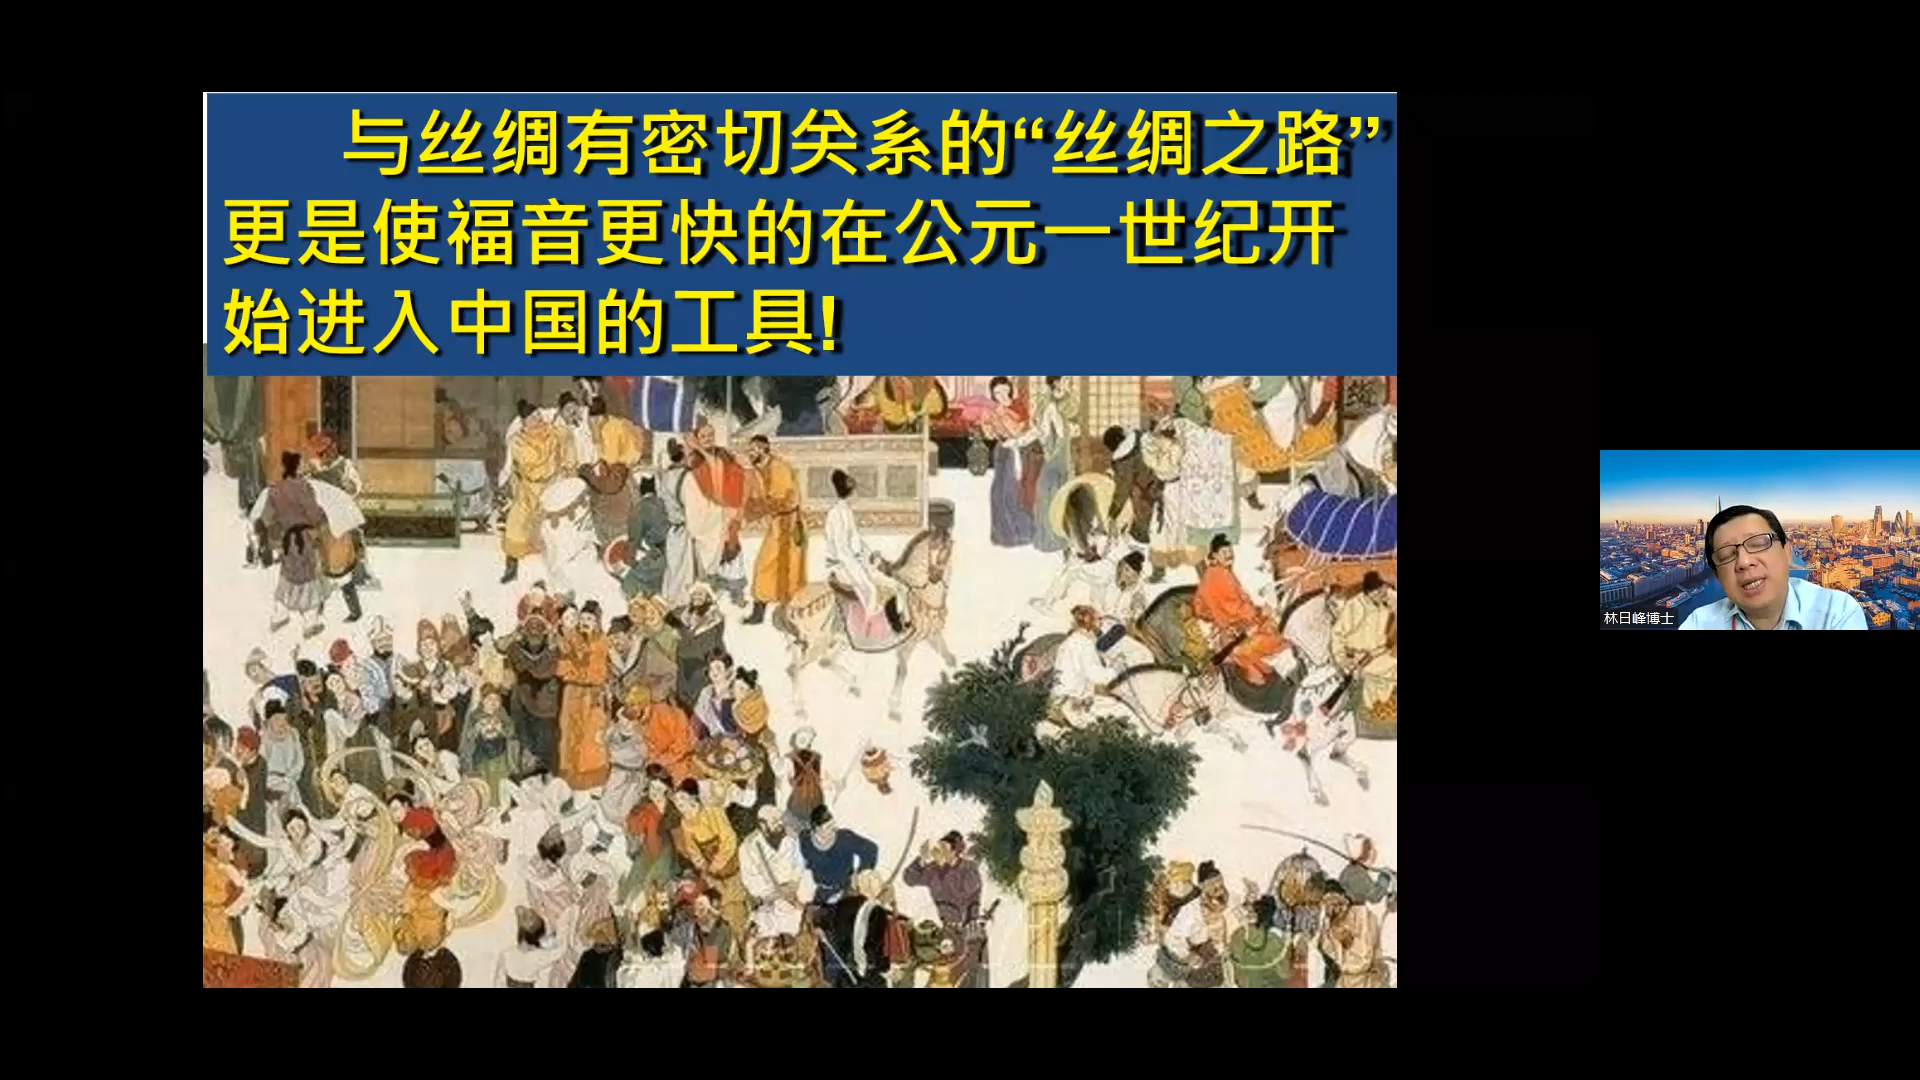 与丝绸有密切关系的“丝绸之路”
更是使福音更快的在公元一世纪开
始进入中国的工具!
林日峰博士